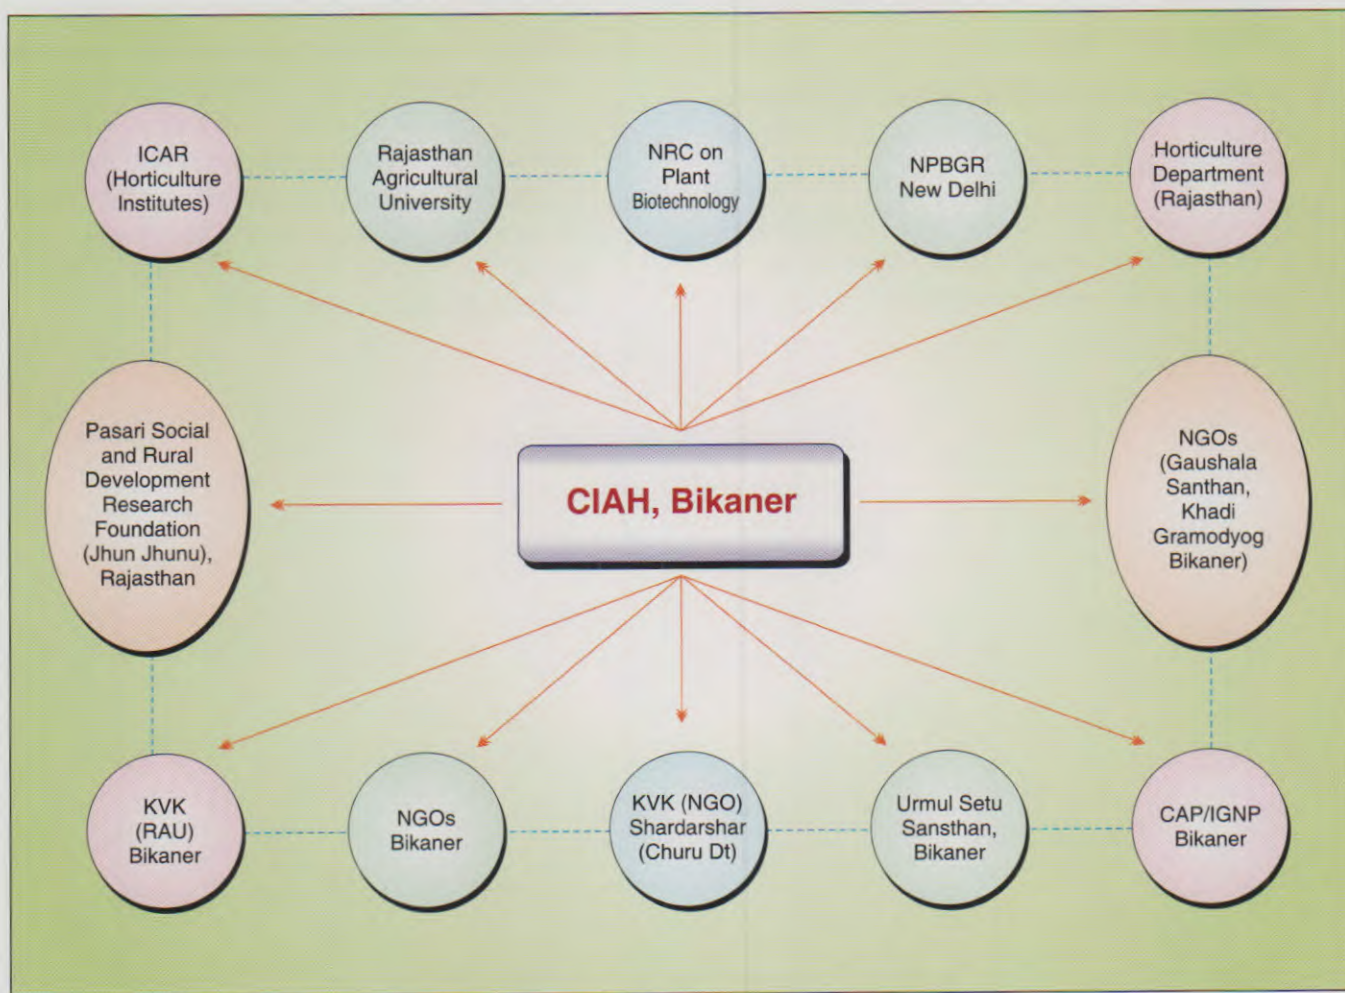 ICAR
(Horticulture
Institutes)
Rajasthan
Agricultural
University
NRC on
Plant
Biotechnology
NPBGR
New Delhi
Horticulture
Department
(Rajasthan)
Pasari Social
and Rural
Development
Research
Foundation
(Jhun Jhunu),
Rajasthan
CIAH, Bikaner
NGOs
(Gaushala
Santhan,
Khadi
Gramodyog
Bikaner)
KVK
(RAU)
Bikaner
NGOs
Bikaner
KVK (NGO)
Shardarshar
(Churu Dt)
Urmul Setu
Sansthan,
Bikaner
CAP/IGNP
Bikaner